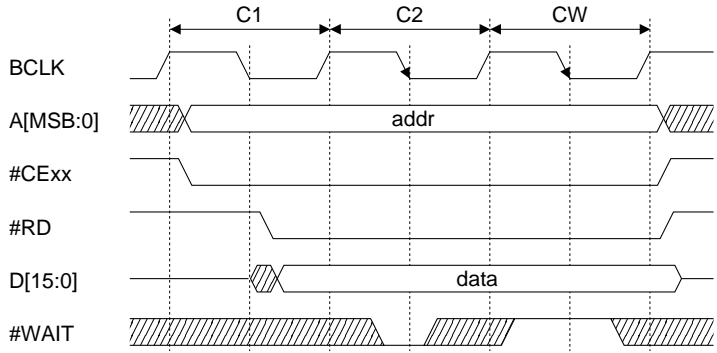 C1 C2 CW
BCLK
A[MSB:0] addr
#CExx
#RD
D[15:0] data
#WAIT